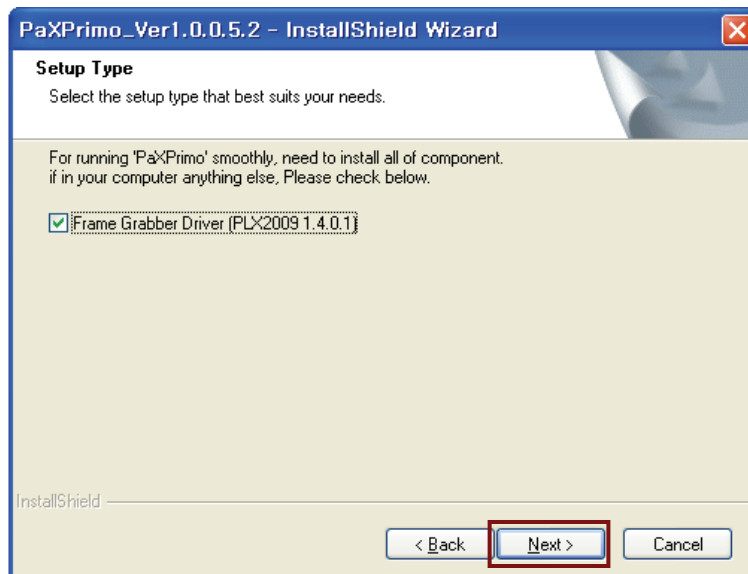 PaXPrimo_Ver1.0.0.5.2 - InstallShield Wizard
Setup Type
Select the setup type that best suits your needs.
For running 'PaXPrimo' smoothly, need to install all of component.
if in your computer anything else, Please check below.
Frame Grabber Driver (PLX2009 1.4.0.1)
InstallShield
< Back
Next >
Cancel